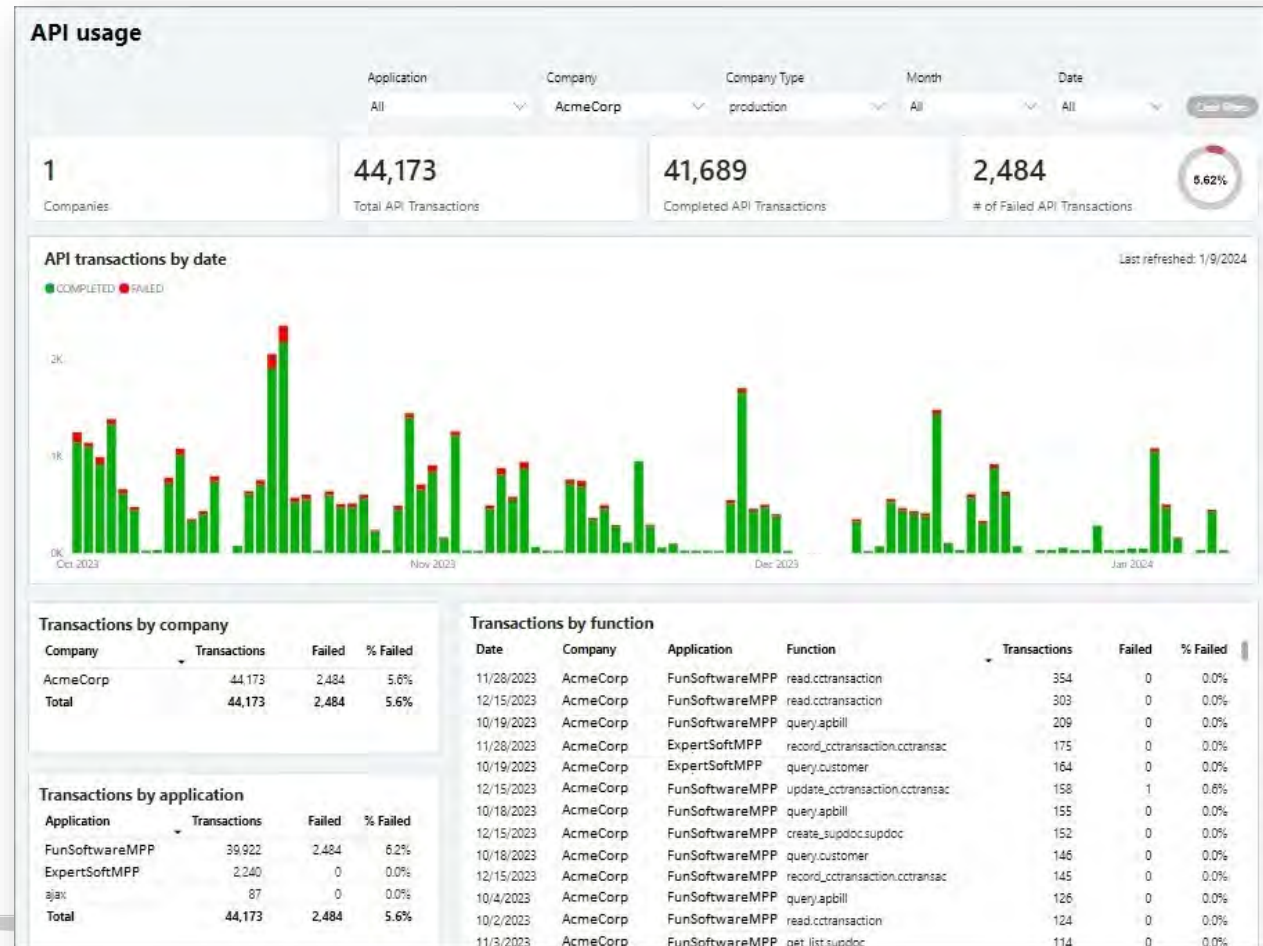 API usage
Application Company Company Type Month Date
All AcmeCorp production All All
1 44,173 41,689 2,484 5.62%
Companies Total API Transactions Completed API Transactions # of Failed API Transactions
API transactions by date Last refreshed: 1/9/2024
COMPLETED FAILED
2K
1K
0K
Oct 2023 Nov 2023 Dec 2023 Jan 2024
Transactions by company
Company Transactions Failed % Failed
AcmeCorp 44,173 2,484 5.6%
Total 44,173 2,484 5.6%
Transactions by application
Application Transactions Failed % Failed
FunSoftwareMPP 39,922 2,484 6.2%
ExpertSoftMPP 2,240 0 0.0%
ajax 87 0 0.0%
Total 44,173 2,484 5.6%
Transactions by function
Date Company Application Function Transactions Failed % Failed
11/28/2023 AcmeCorp FunSoftwareMPP read.cctransaction 354 0 0.0%
12/15/2023 AcmeCorp FunSoftwareMPP read.cctransaction 303 0 0.0%
10/19/2023 AcmeCorp FunSoftwareMPP query.apbill 209 0 0.0%
11/28/2023 AcmeCorp ExpertSoftMPP record_cctransaction.cctransac 175 0 0.0%
10/19/2023 AcmeCorp ExpertSoftMPP query.customer 164 0 0.0%
12/15/2023 AcmeCorp FunSoftwareMPP update_cctransaction.cctransac 158 1 0.6%
10/18/2023 AcmeCorp FunSoftwareMPP query.apbill 155 0 0.0%
12/15/2023 AcmeCorp FunSoftwareMPP create_supdoc.supdoc 152 0 0.0%
10/18/2023 AcmeCorp FunSoftwareMPP query.customer 146 0 0.0%
12/15/2023 AcmeCorp FunSoftwareMPP record_cctransaction.cctransac 145 0 0.0%
10/4/2023 AcmeCorp FunSoftwareMPP query.apbill 126 0 0.0%
10/2/2023 AcmeCorp FunSoftwareMPP read.cctransaction 124 0 0.0%
11/3/2023 AcmeCorp FunSoftwareMPP get_list.supdoc 114 0 0.0%